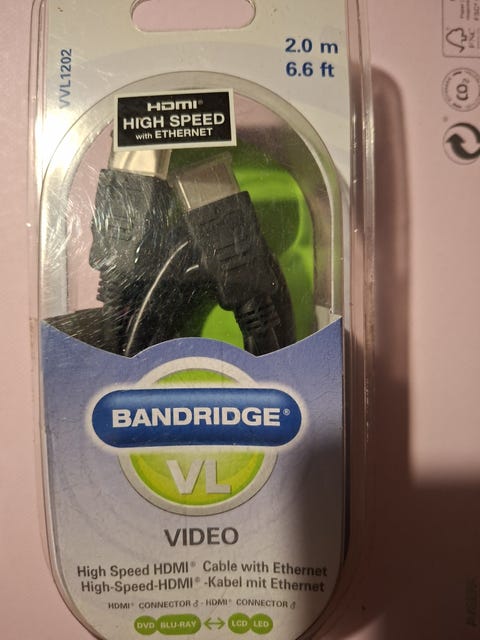 2.0 m
6.6 ft
VVL1202
HDMI®
HIGH SPEED
with ETHERNET
BANDRIDGE®
VL
VIDEO
High Speed HDMI® Cable with Ethernet
High-Speed-HDMI® -Kabel mit Ethernet
HDMI® CONNECTOR ♂ - HDMI® CONNECTOR ♂
DVD BLU-RAY ↔ LCD LED
CO₂